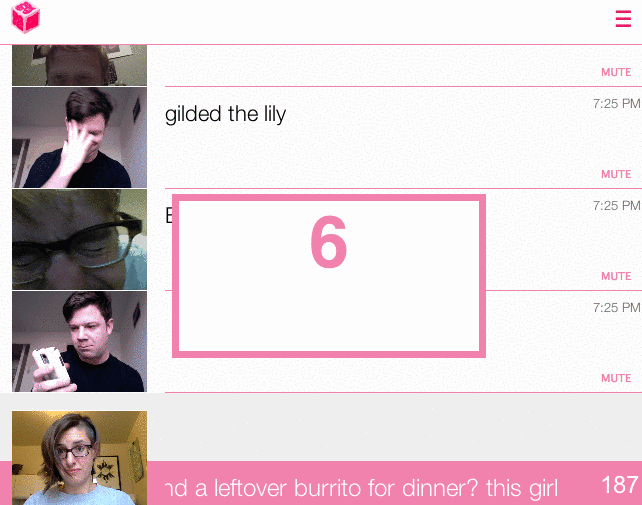 MUTE
gilded the lily
7:25 PM
MUTE
7:25 PM
6
MUTE
7:25 PM
MUTE
nd a leftover burrito for dinner? this girl
187